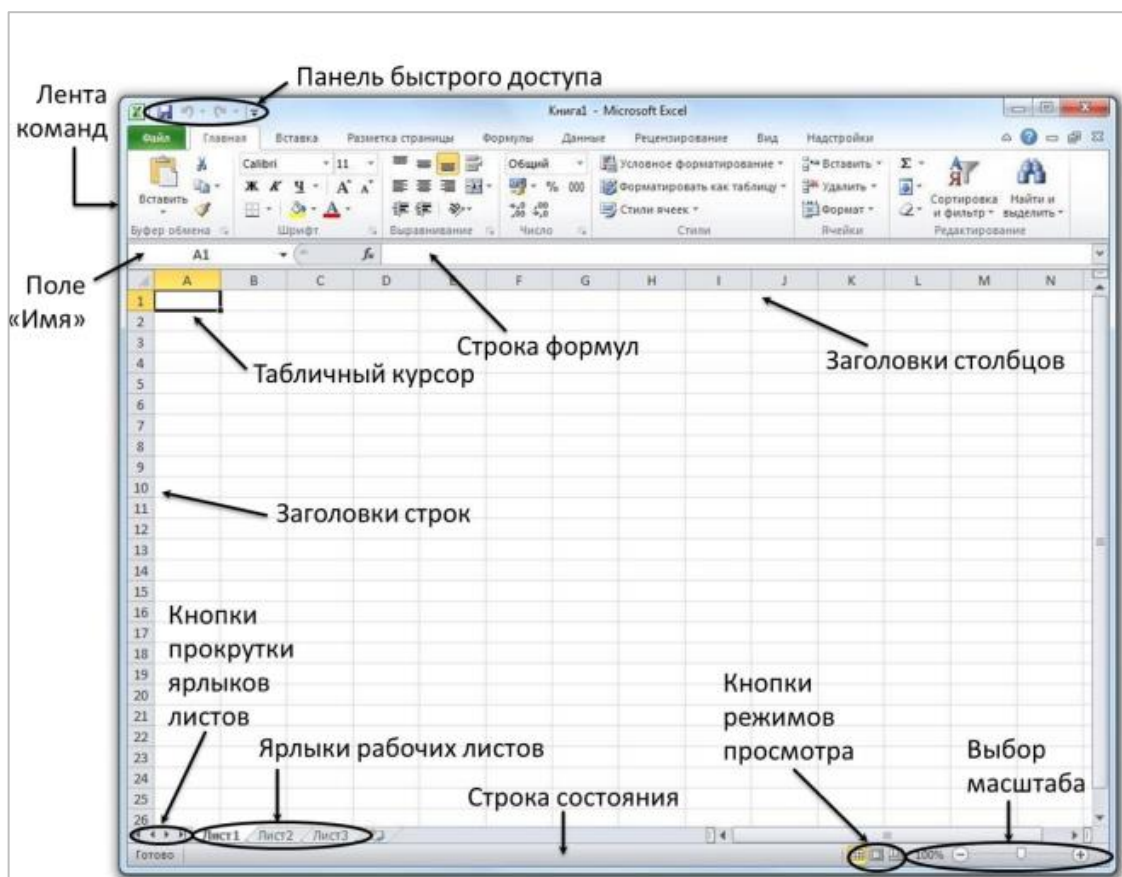 Панель быстрого доступа
Лента
команд
Книга1 - Microsoft Excel
Файл Главная Вставка Разметка страницы Формулы Данные Рецензирование Вид Надстройки
Calibri 11 Общий Условное форматирование Вставить Σ
Вставить Ж К Ч A A % 000 Форматировать как таблицу Удалить Сортировка Найти и
A Стили ячеек Формат и фильтр выделить
Буфер обмена Шрифт Выравнивание Число Стили Ячейки Редактирование
A1 fx
Поле
«Имя»
A B C D E F G H I J K L M N
1
2
Строка формул
3
Заголовки столбцов
4
Табличный курсор
5
6
7
8
9
10
11
Заголовки строк
12
13
14
15
16
17
18
19
20
21
22
23
24
25
26
Кнопки
прокрутки
ярлыков
листов
Кнопки
режимов
просмотра
Ярлыки рабочих листов
Выбор
масштаба
Строка состояния
Лист1 Лист2 Лист3
Готово 100%